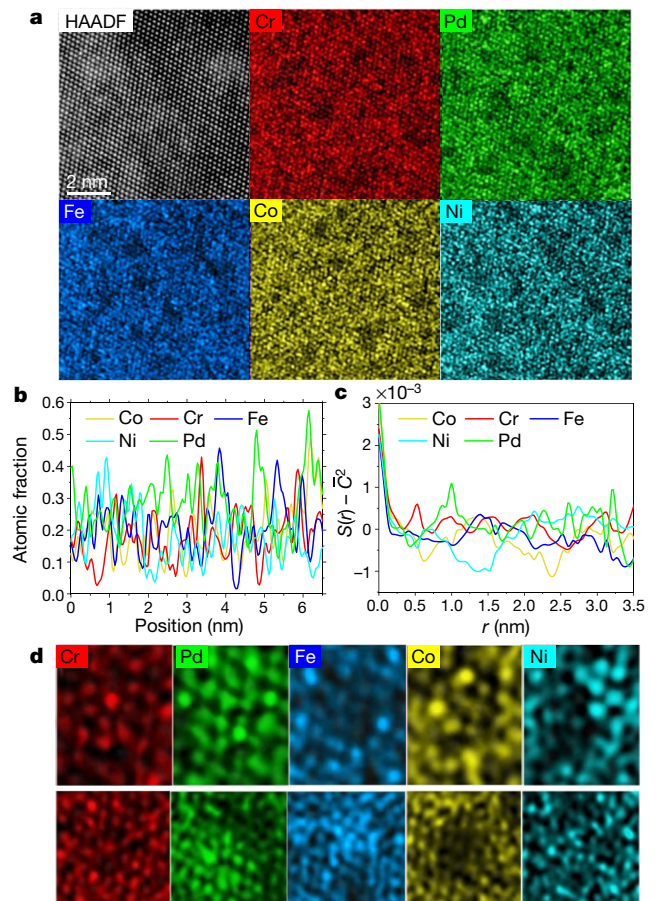 a
HAADF Cr Pd
2 nm
Fe Co Ni
b
Co Cr Fe
Ni Pd
0.6
0.5
0.4
0.3
0.2
0.1
0.0
Atomic fraction
0 1 2 3 4 5 6
Position (nm)
c
×10⁻³
Co Cr Fe
Ni Pd
3
2
1
0
−1
S(r) − C̄²
0.0 0.5 1.0 1.5 2.0 2.5 3.0 3.5
r (nm)
d
Cr Pd Fe Co Ni